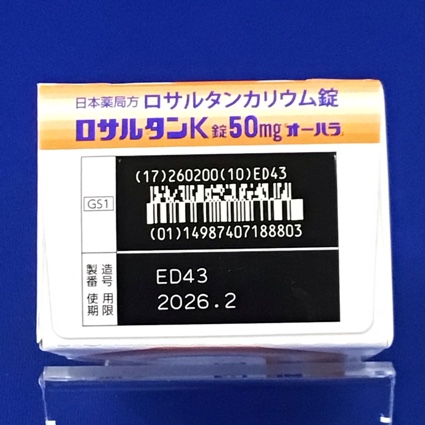 日本薬局方 ロサルタンカリウム錠
ロサルタンK錠50mg「オーハラ」
(17)260200(10)ED43
GS1
(01)14987407188803
製造番号 ED43
使用期限 2026.2